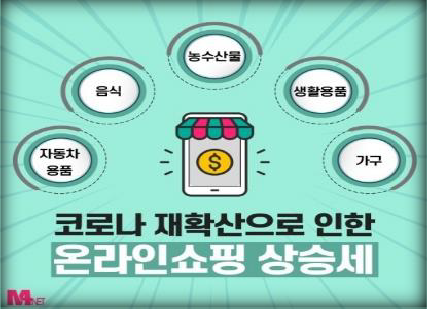 농수산물
음식
생활용품
자동차
용품
가구
$
코로나 재확산으로 인한
온라인쇼핑 상승세
M4NET